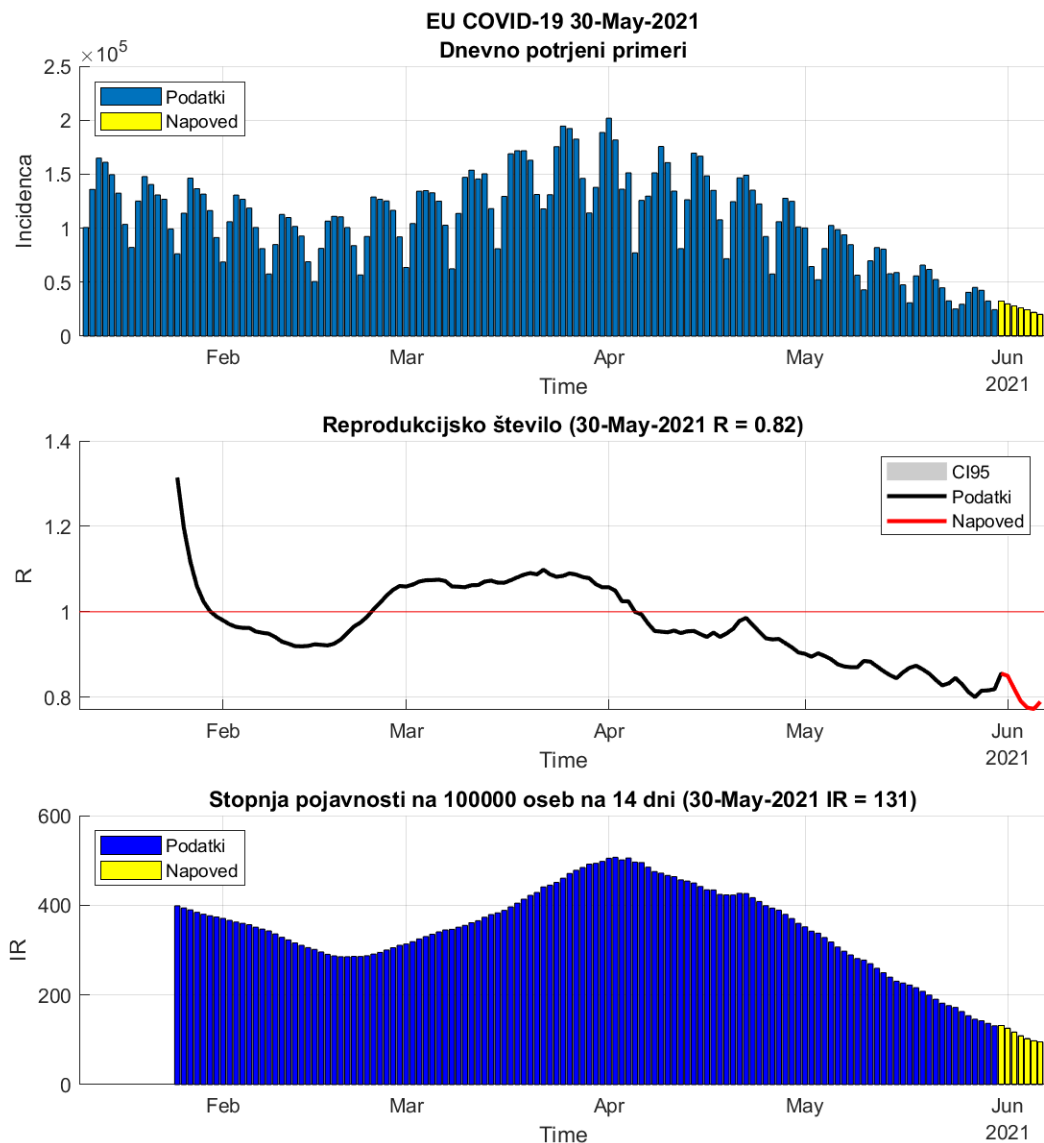 EU COVID-19 30-May-2021
Dnevno potrjeni primeri
×10^5
2.5
2
1.5
1
0.5
0
Incidenca
Podatki
Napoved
Feb
Mar
Apr
May
Jun
2021
Time
Reprodukcijsko število (30-May-2021 R = 0.82)
1.4
1.2
1
0.8
R
CI95
Podatki
Napoved
Feb
Mar
Apr
May
Jun
2021
Time
Stopnja pojavnosti na 100000 oseb na 14 dni (30-May-2021 IR = 131)
600
400
200
0
IR
Podatki
Napoved
Feb
Mar
Apr
May
Jun
2021
Time